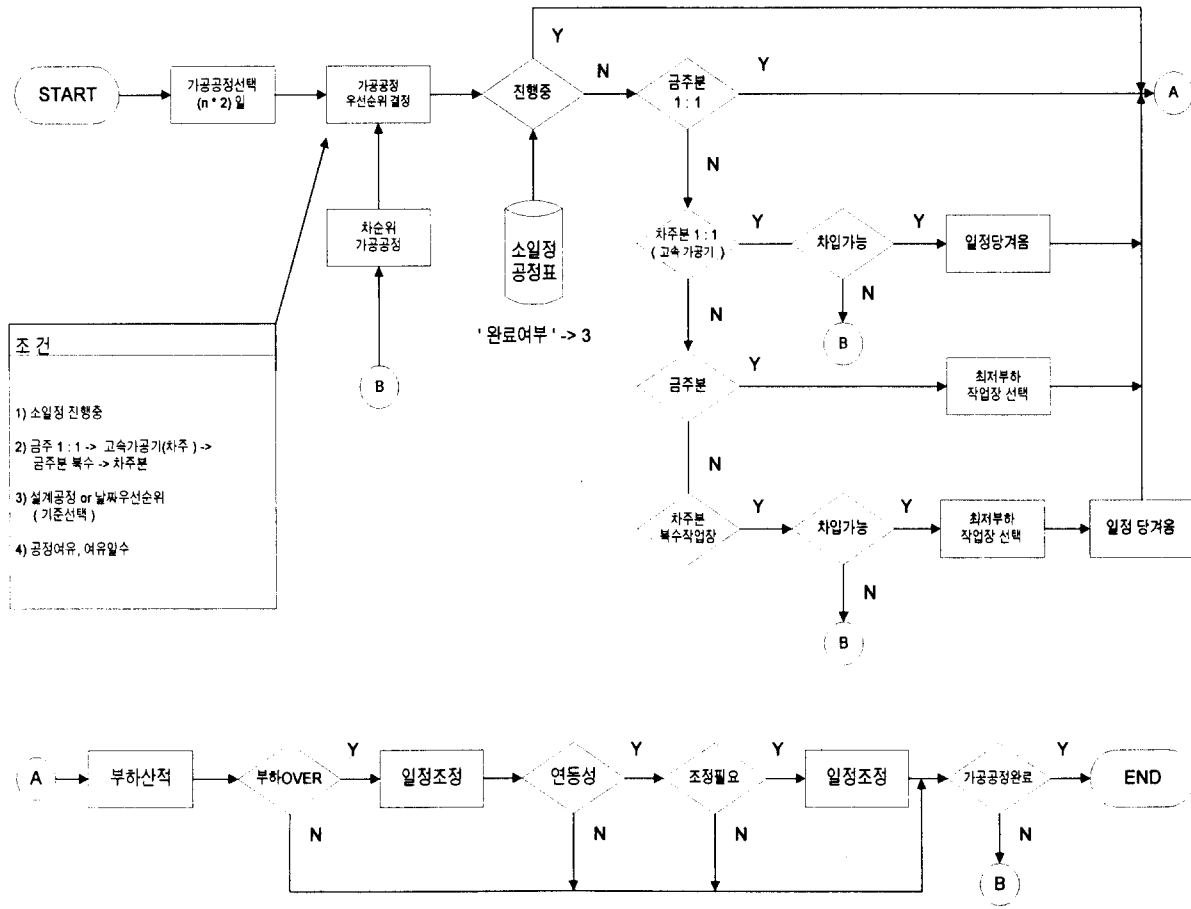 START
가공공정선택
(n * 2) 일
가공공정
우선순위 결정
진행중
Y
N
금주분
1 : 1
Y
A
N
차순위
가공공정
소일정
공정표
' 완료여부 ' -> 3
B
차주분 1 : 1
( 고속 가공기 )
Y
차입가능
Y
일정당겨옴
N
B
N
금주분
Y
최저부하
작업장 선택
N
차주분
복수작업장
Y
차입가능
Y
최저부하
작업장 선택
일정 당겨옴
N
B
조 건
1) 소일정 진행중
2) 금주 1 : 1 -> 고속가공기(차주 ) ->
금주분 복수 -> 차주분
3) 설계공정 or 날짜우선순위
( 기준선택 )
4) 공정여유, 여유일수
A
부하산적
부하OVER
Y
일정조정
연동성
Y
조정필요
Y
일정조정
가공공정완료
Y
END
N
N
N
N
B